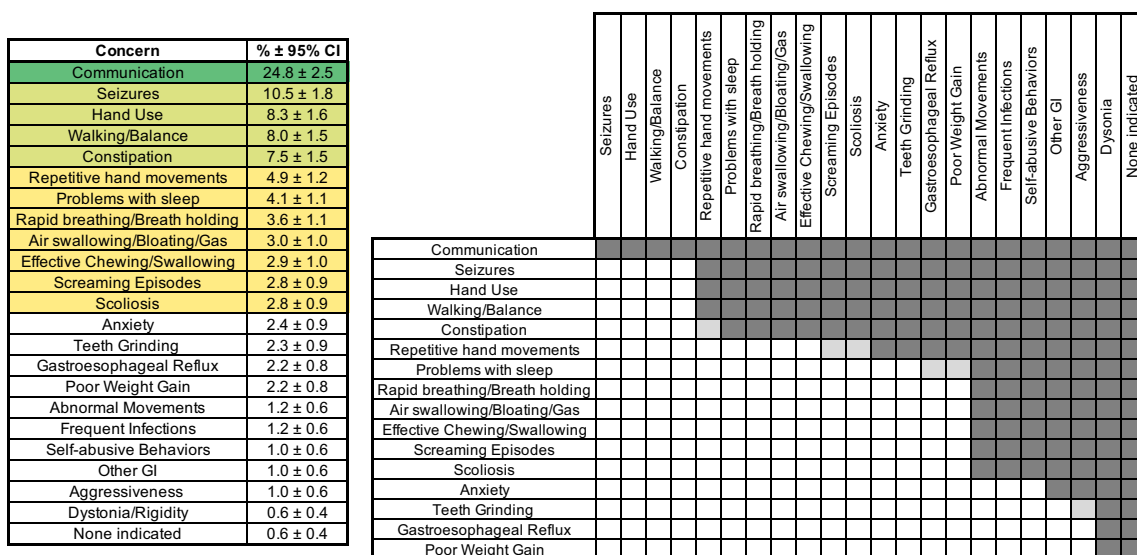 Concern % ± 95% CI
Communication 24.8 ± 2.5
Seizures 10.5 ± 1.8
Hand Use 8.3 ± 1.6
Walking/Balance 8.0 ± 1.5
Constipation 7.5 ± 1.5
Repetitive hand movements 4.9 ± 1.2
Problems with sleep 4.1 ± 1.1
Rapid breathing/Breath holding 3.6 ± 1.1
Air swallowing/Bloating/Gas 3.0 ± 1.0
Effective Chewing/Swallowing 2.9 ± 1.0
Screaming Episodes 2.8 ± 0.9
Scoliosis 2.8 ± 0.9
Anxiety 2.4 ± 0.9
Teeth Grinding 2.3 ± 0.9
Gastroesophageal Reflux 2.2 ± 0.8
Poor Weight Gain 2.2 ± 0.8
Abnormal Movements 1.2 ± 0.6
Frequent Infections 1.2 ± 0.6
Self-abusive Behaviors 1.0 ± 0.6
Other GI 1.0 ± 0.6
Aggressiveness 1.0 ± 0.6
Dystonia/Rigidity 0.6 ± 0.4
None indicated 0.6 ± 0.4
Seizures
Hand Use
Walking/Balance
Constipation
Repetitive hand movements
Problems with sleep
Rapid breathing/Breath holding
Air swallowing/Bloating/Gas
Effective Chewing/Swallowing
Screaming Episodes
Scoliosis
Anxiety
Teeth Grinding
Gastroesophageal Reflux
Poor Weight Gain
Abnormal Movements
Frequent Infections
Self-abusive Behaviors
Other GI
Aggressiveness
Dysonia
None indicated
Communication
Seizures
Hand Use
Walking/Balance
Constipation
Repetitive hand movements
Problems with sleep
Rapid breathing/Breath holding
Air swallowing/Bloating/Gas
Effective Chewing/Swallowing
Screaming Episodes
Scoliosis
Anxiety
Teeth Grinding
Gastroesophageal Reflux
Poor Weight Gain